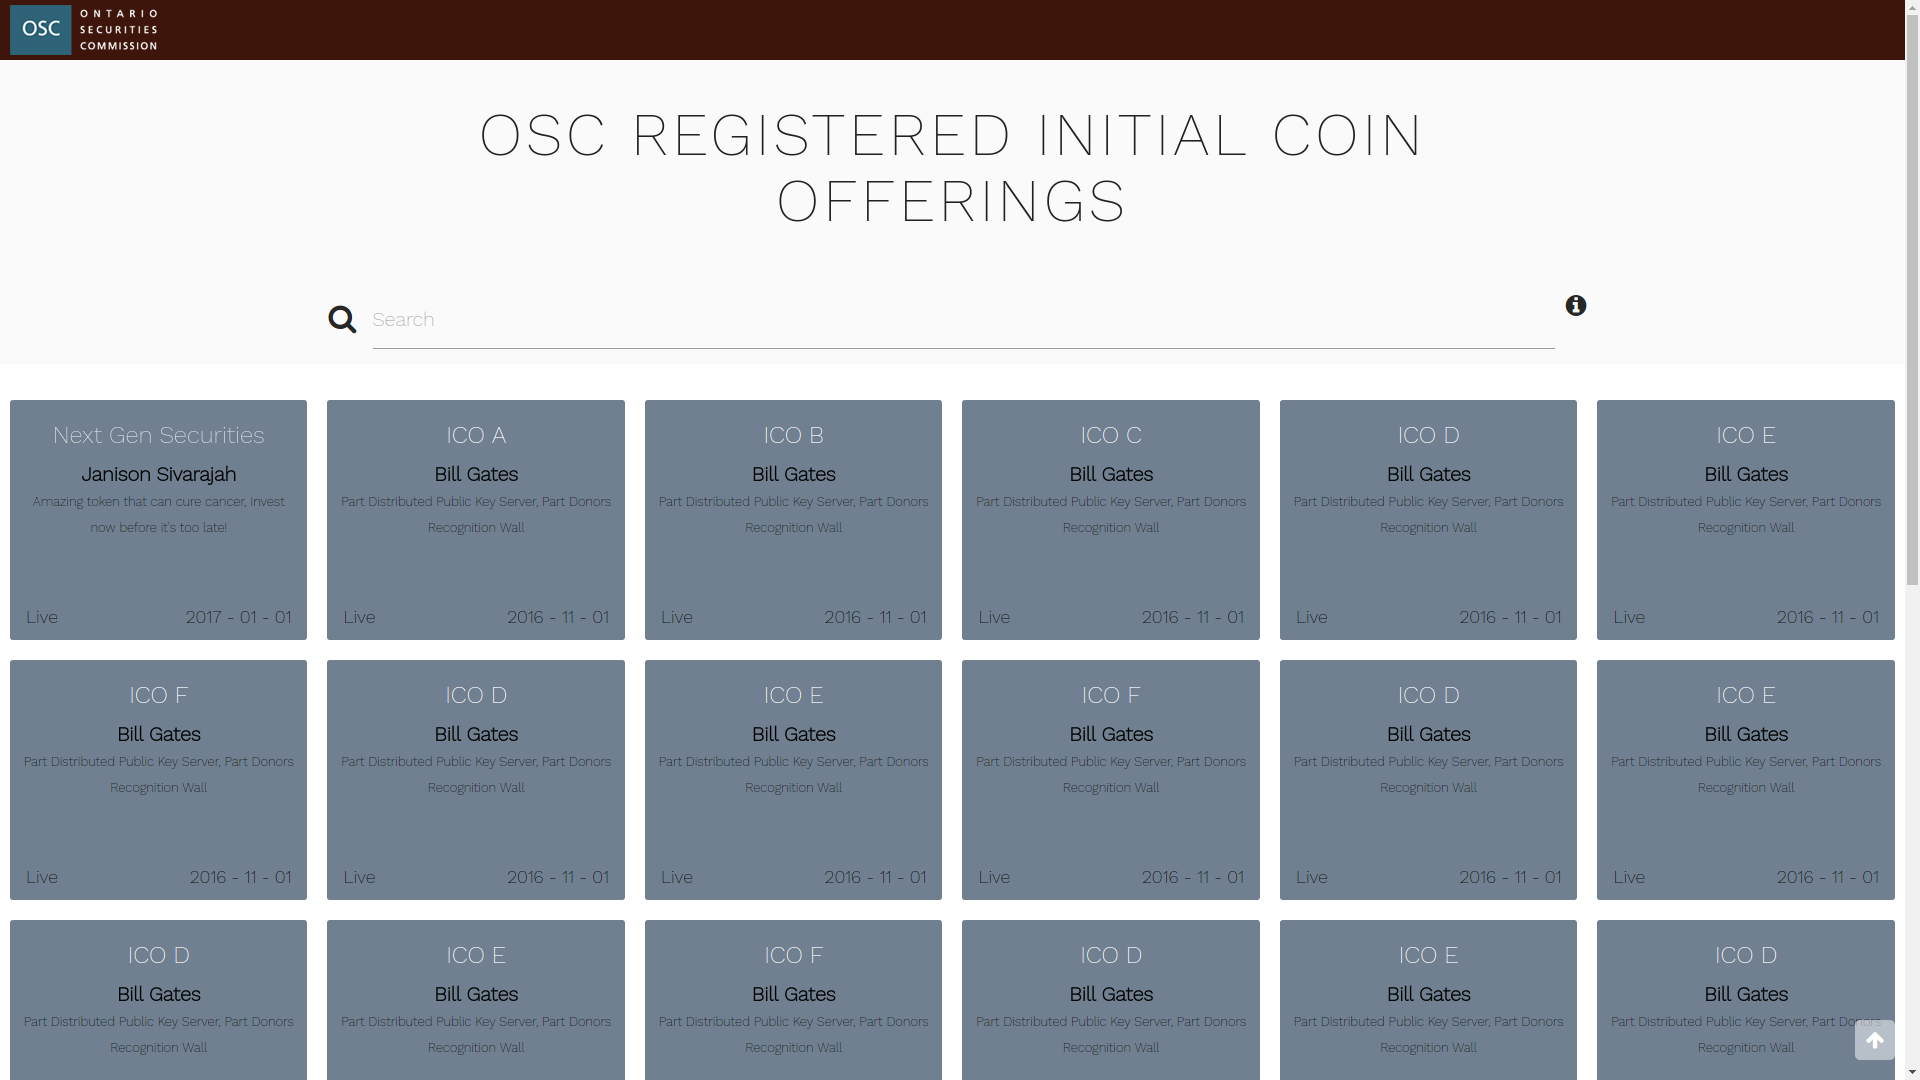 OSC
ONTARIO
SECURITIES
COMMISSION
OSC REGISTERED INITIAL COIN
OFFERINGS
Search
Next Gen Securities
Janison Sivarajah
Amazing token that can cure cancer, Invest
now before it's too late!
Live 2017 - 01 - 01
ICO A
Bill Gates
Part Distributed Public Key Server, Part Donors
Recognition Wall
Live 2016 - 11 - 01
ICO B
Bill Gates
Part Distributed Public Key Server, Part Donors
Recognition Wall
Live 2016 - 11 - 01
ICO C
Bill Gates
Part Distributed Public Key Server, Part Donors
Recognition Wall
Live 2016 - 11 - 01
ICO D
Bill Gates
Part Distributed Public Key Server, Part Donors
Recognition Wall
Live 2016 - 11 - 01
ICO E
Bill Gates
Part Distributed Public Key Server, Part Donors
Recognition Wall
Live 2016 - 11 - 01
ICO F
Bill Gates
Part Distributed Public Key Server, Part Donors
Recognition Wall
Live 2016 - 11 - 01
ICO D
Bill Gates
Part Distributed Public Key Server, Part Donors
Recognition Wall
Live 2016 - 11 - 01
ICO E
Bill Gates
Part Distributed Public Key Server, Part Donors
Recognition Wall
Live 2016 - 11 - 01
ICO F
Bill Gates
Part Distributed Public Key Server, Part Donors
Recognition Wall
Live 2016 - 11 - 01
ICO D
Bill Gates
Part Distributed Public Key Server, Part Donors
Recognition Wall
Live 2016 - 11 - 01
ICO E
Bill Gates
Part Distributed Public Key Server, Part Donors
Recognition Wall
Live 2016 - 11 - 01
ICO D
Bill Gates
Part Distributed Public Key Server, Part Donors
Recognition Wall
ICO E
Bill Gates
Part Distributed Public Key Server, Part Donors
Recognition Wall
ICO F
Bill Gates
Part Distributed Public Key Server, Part Donors
Recognition Wall
ICO D
Bill Gates
Part Distributed Public Key Server, Part Donors
Recognition Wall
ICO E
Bill Gates
Part Distributed Public Key Server, Part Donors
Recognition Wall
ICO D
Bill Gates
Part Distributed Public Key Server, Part Donors
Recognition Wall